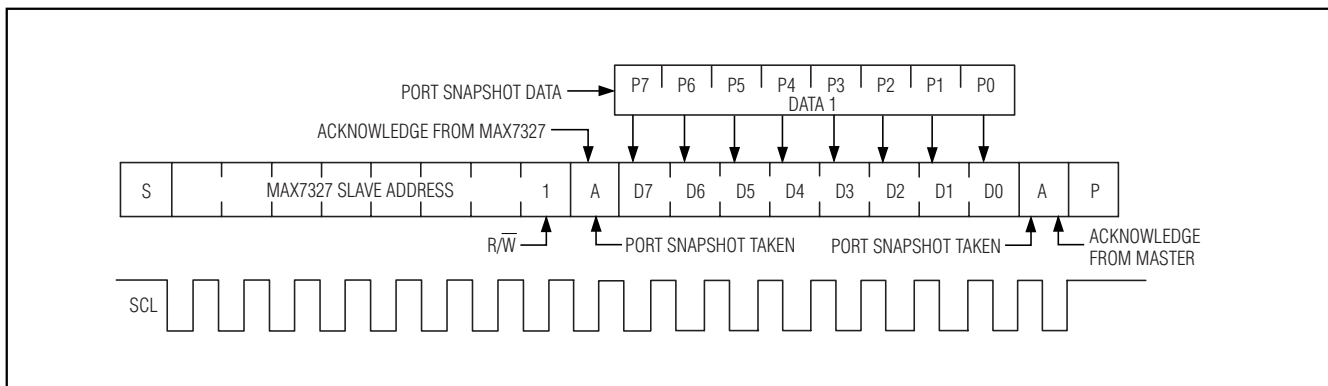 P7 P6 P5 P4 P3 P2 P1 P0
PORT SNAPSHOT DATA
DATA 1
ACKNOWLEDGE FROM MAX7327
S MAX7327 SLAVE ADDRESS 1 A D7 D6 D5 D4 D3 D2 D1 D0 A P
R/W̅ PORT SNAPSHOT TAKEN PORT SNAPSHOT TAKEN ACKNOWLEDGE
FROM MASTER
SCL